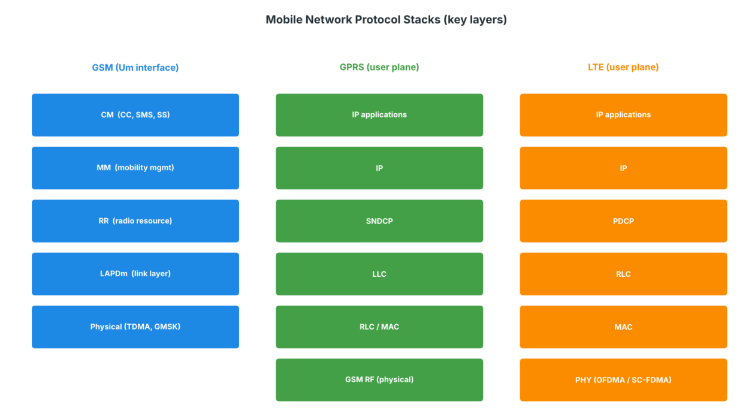 Mobile Network Protocol Stacks (key layers)
GSM (Um interface)
CM (CC, SMS, SS)
MM (mobility mgmt)
RR (radio resource)
LAPDm (link layer)
Physical (TDMA, GMSK)
GPRS (user plane)
IP applications
IP
SNDCP
LLC
RLC / MAC
GSM RF (physical)
LTE (user plane)
IP applications
IP
PDCP
RLC
MAC
PHY (OFDMA / SC-FDMA)